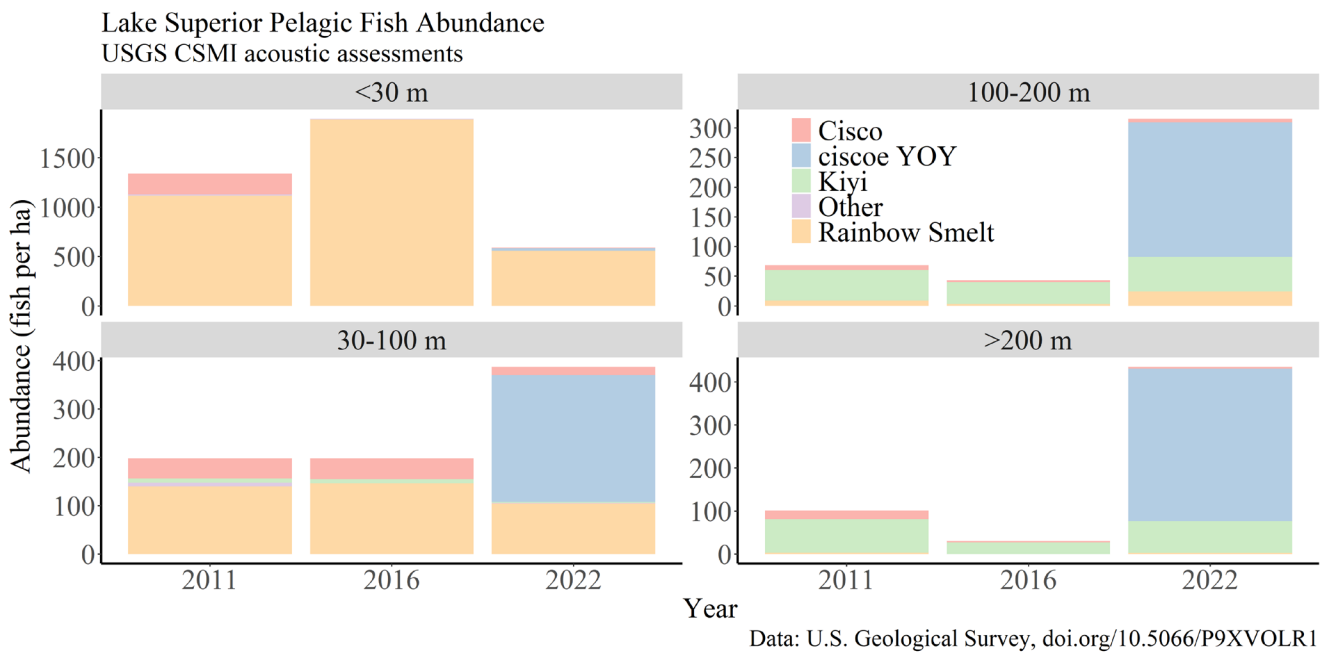 Lake Superior Pelagic Fish Abundance
USGS CSMI acoustic assessments
<30 m
1500
1000
500
0
100-200 m
300
250
200
150
100
50
0
Cisco
ciscoe YOY
Kiyi
Other
Rainbow Smelt
Abundance (fish per ha)
30-100 m
400
300
200
100
0
2011 2016 2022
>200 m
400
300
200
100
0
2011 2016 2022
Year
Data: U.S. Geological Survey, doi.org/10.5066/P9XVOLR1